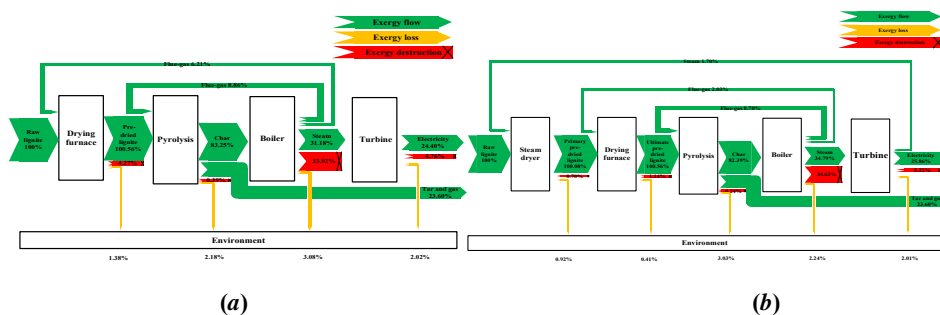 Exergy flow
Exergy loss
Exergy destruction
Flue-gas 6.21%
Flue-gas 8.86%
Raw
lignite
100%
Drying
furnace
Pre-
dried
lignite
100,56%
Pyrolysis
Char
83.25%
Boiler
Steam
31.18%
Turbine
Electricity
24.40%
Tar and gas
23.60%
Environment
1.38%
2.18%
3.08%
2.02%
(a)
Exergy flow
Exergy loss
Exergy destruction
Steam 1.70%
Flue-gas 2.63%
Flue-gas 8.70%
Raw
lignite
100%
Steam
dryer
Primary
pre-
dried
lignite
100.08%
Drying
furnace
Ultimate
pre-
dried
lignite
100,56%
Pyrolysis
Char
82.39%
Boiler
Steam
34.79%
Turbine
Electricity
25.86%
Tar and gas
23.60%
Environment
0.92%
0.41%
3.03%
2.24%
2.01%
(b)